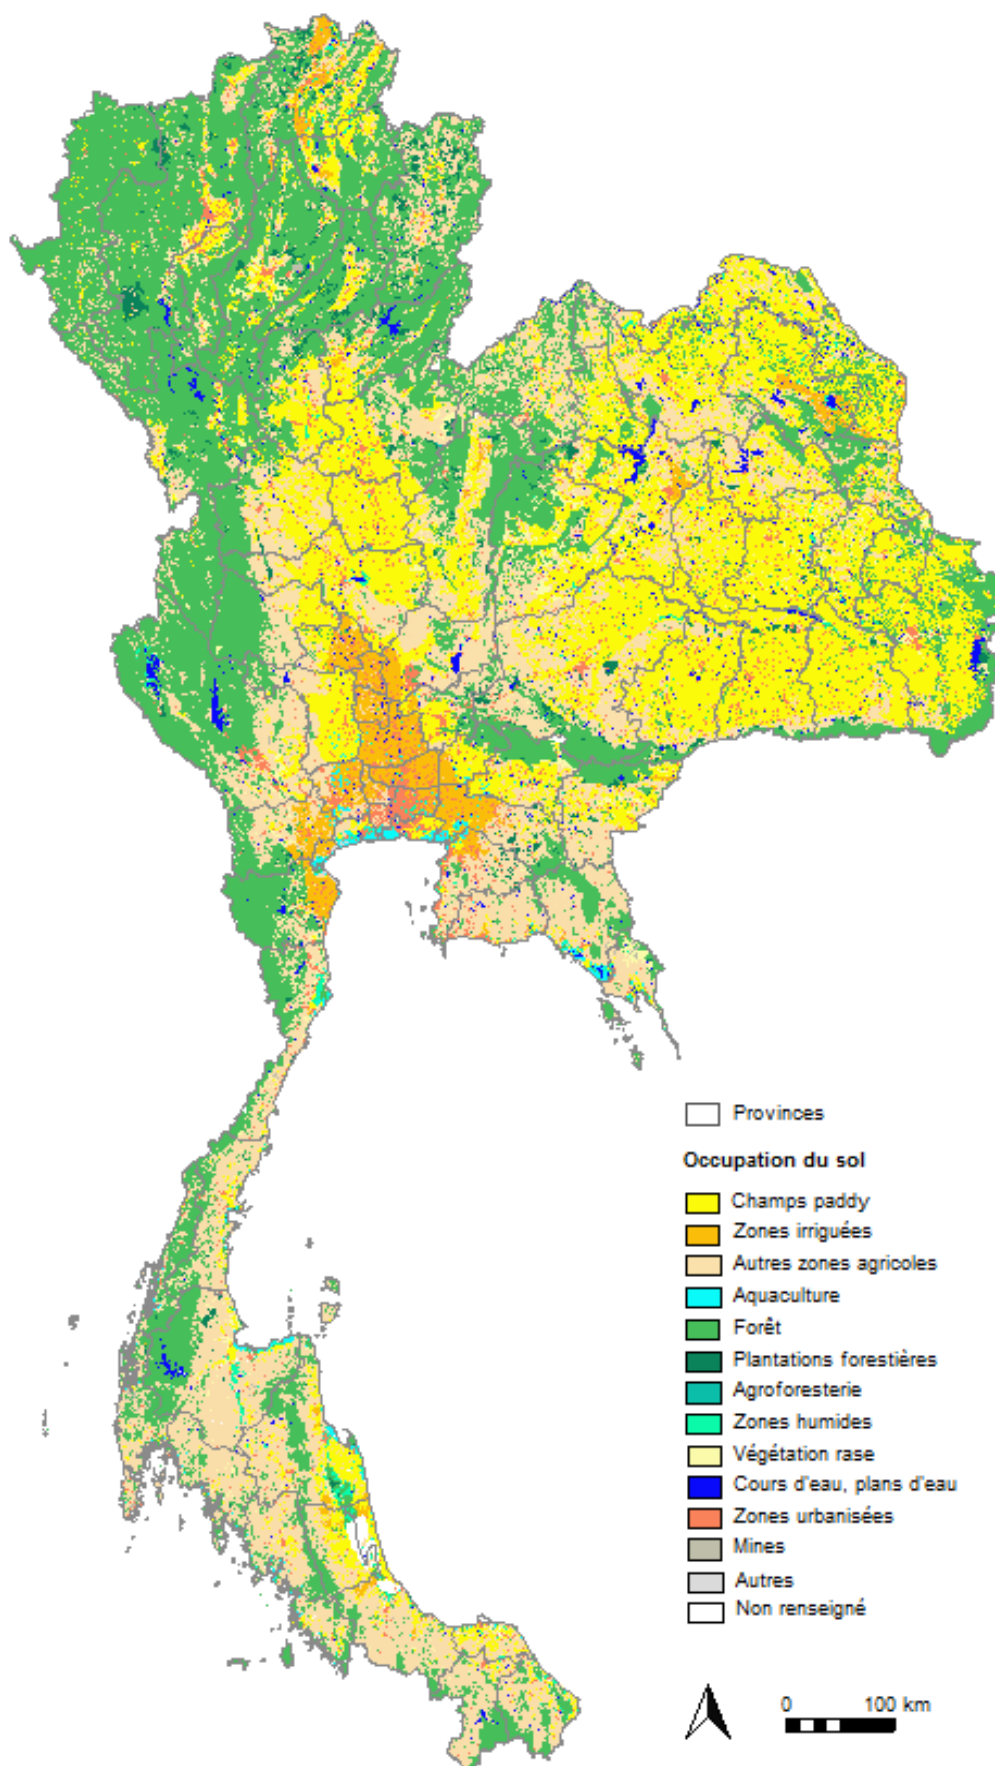 Provinces
Occupation du sol
Champs paddy
Zones irriguées
Autres zones agricoles
Aquaculture
Forêt
Plantations forestières
Agroforesterie
Zones humides
Végétation rase
Cours d'eau, plans d'eau
Zones urbanisées
Mines
Autres
Non renseigné
0 100 km